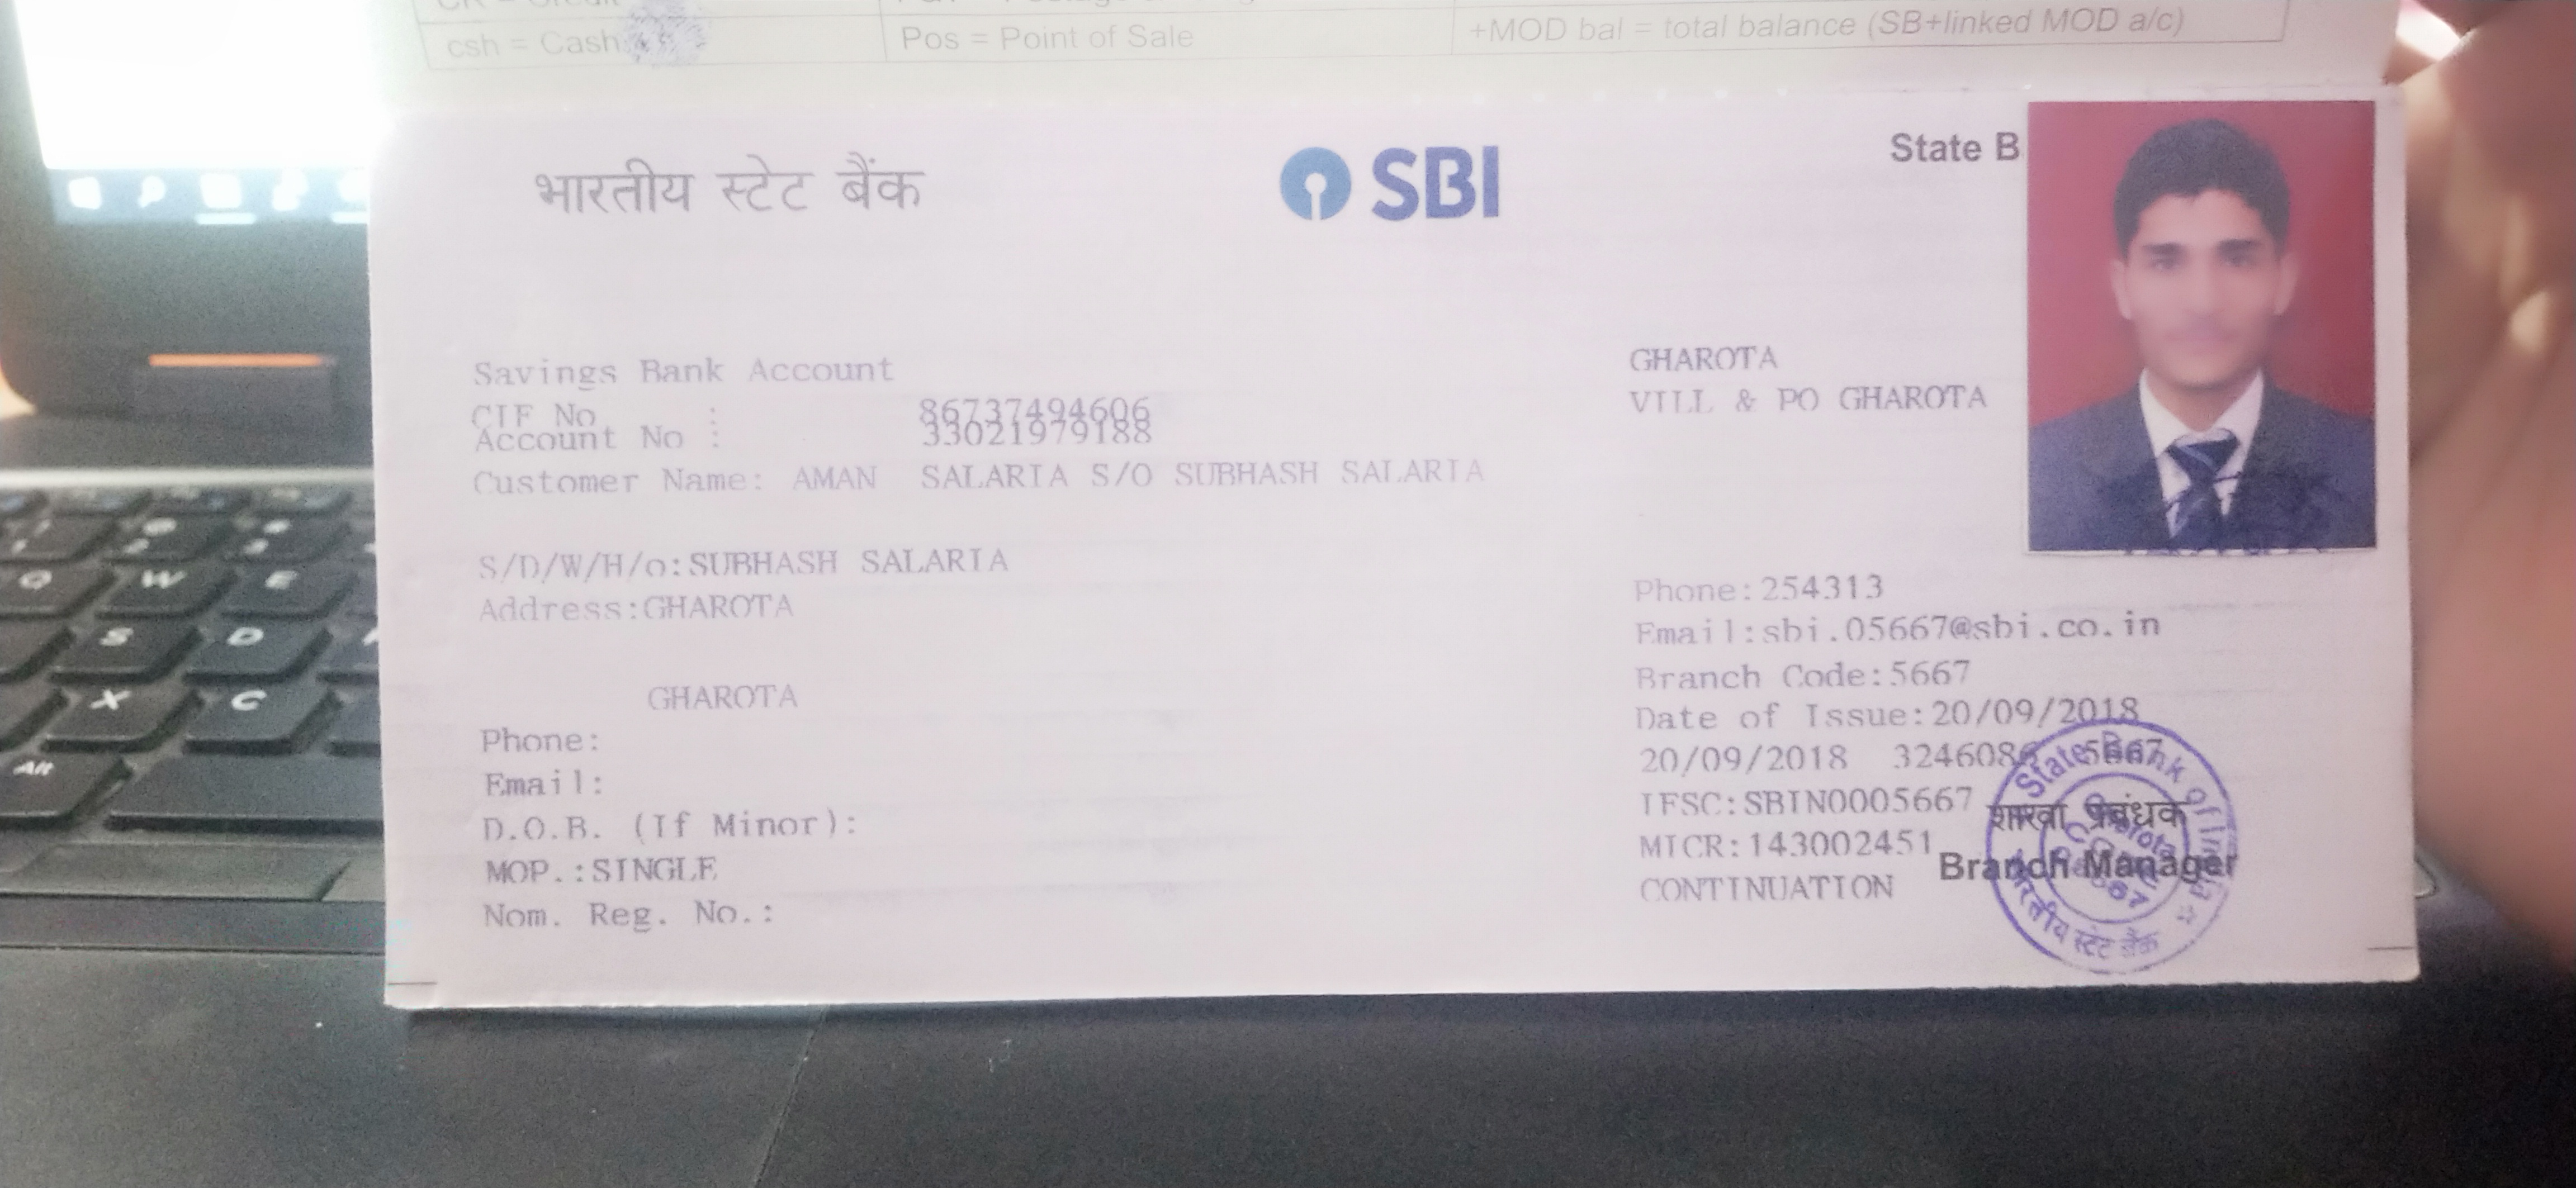 csh = Cash
Pos = Point of Sale
+MOD bal = total balance (SB+linked MOD a/c)
भारतीय स्टेट बैंक
SBI
State B
Savings Bank Account
CIF No : 86737494606
Account No : 33021979188
Customer Name: AMAN SALARIA S/O SUBHASH SALARIA
S/D/W/H/o:SUBHASH SALARIA
Address:GHAROTA
GHAROTA
Phone:
Email:
D.O.B. (If Minor):
MOP.:SINGLE
Nom. Reg. No.:
GHAROTA
VILL & PO GHAROTA
Phone:254313
Email:sbi.05667@sbi.co.in
Branch Code:5667
Date of Issue:20/09/2018
20/09/2018 3246086 5667
IFSC:SBIN0005667
MICR:143002451
CONTINUATION
शाखा प्रबंधक
Branch Manager
State Bank of India
भारतीय स्टेट बैंक
Q W E
S D
X C
Alt